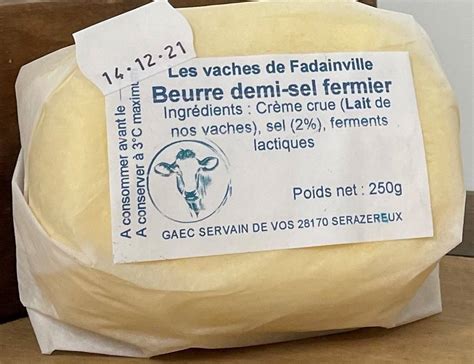 14.12.21
A consommer avant le
A conserver à 3°C maximum
Les vaches de Fadainville
Beurre demi-sel fermier
Ingrédients : Crème crue (Lait de
nos vaches), sel (2%), ferments
lactiques
Poids net : 250g
GAEC SERVAIN DE VOS 28170 SERAZEREUX